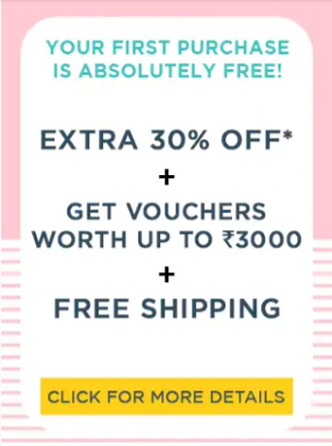 YOUR FIRST PURCHASE
IS ABSOLUTELY FREE!
EXTRA 30% OFF*
+
GET VOUCHERS
WORTH UP TO ₹3000
+
FREE SHIPPING
CLICK FOR MORE DETAILS